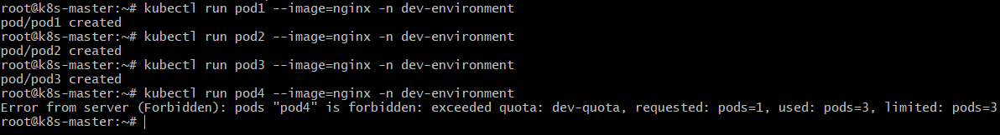 root@k8s-master:~# kubectl run pod1 --image=nginx -n dev-environment
pod/pod1 created
root@k8s-master:~# kubectl run pod2 --image=nginx -n dev-environment
pod/pod2 created
root@k8s-master:~# kubectl run pod3 --image=nginx -n dev-environment
pod/pod3 created
root@k8s-master:~# kubectl run pod4 --image=nginx -n dev-environment
Error from server (Forbidden): pods "pod4" is forbidden: exceeded quota: dev-quota, requested: pods=1, used: pods=3, limited: pods=3
root@k8s-master:~#